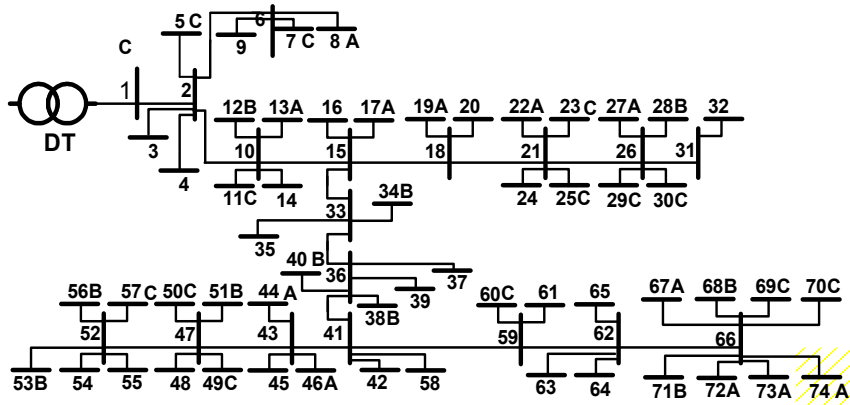 5 C
6
9
7 C
8 A
C
1
2
DT
3
4
12B 13A
16 17A
19A 20
22A 23 C
27A 28B
32
10
15
18
21
26
31
11C 14
24 25C
29C 30C
33
34B
35
40 B
36
37
39
38B
56B 57 C
50C 51B
44 A
60C 61
65
67A 68B 69C 70C
52
47
43
41
59
62
66
53B 54 55
48 49C
45 46A
42 58
63 64
71B 72A 73A 74 A